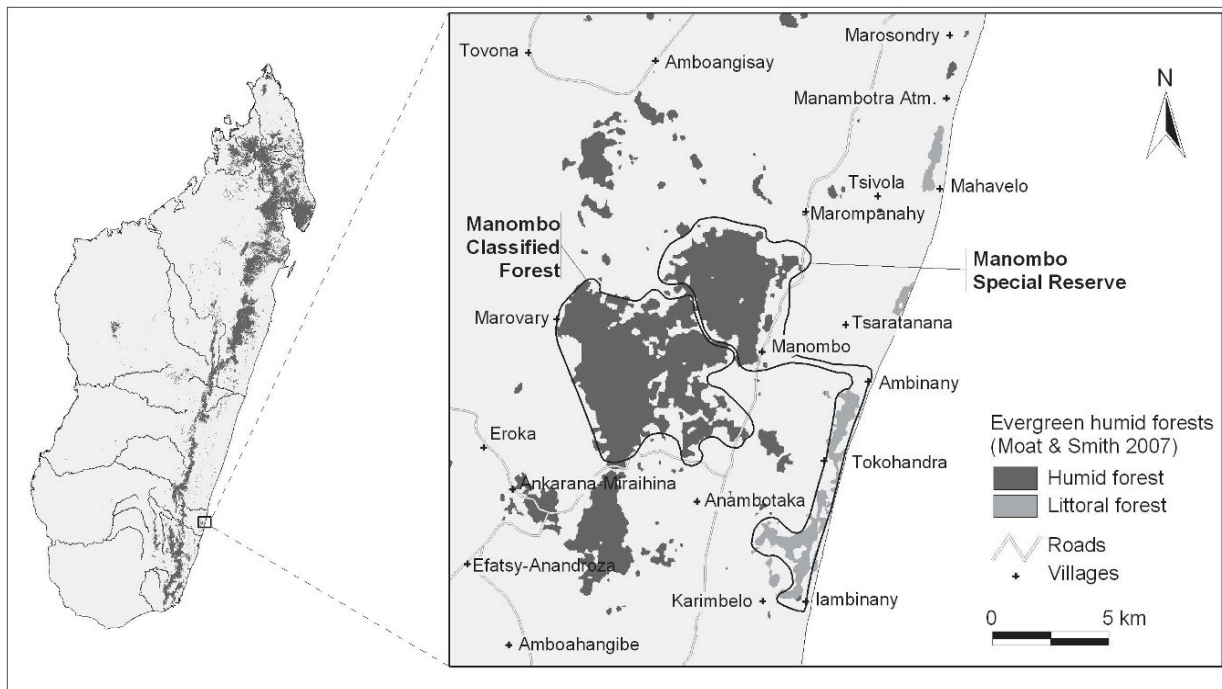 Tovona
Amboangisay
Marosondry
Manambotra Atm.
N
Tsivola
Mahavelo
Marompanahy
Manombo
Classified
Forest
Manombo
Special Reserve
Marovary
Tsaratanana
Manombo
Ambinany
Evergreen humid forests
(Moat & Smith 2007)
Humid forest
Littoral forest
Roads
Villages
0 5 km
Eroka
Tokohandra
Ankarana-Miraihina
Anambotaka
Efatsy-Anandroza
Karimbelo
Iambinany
Amboahangibe